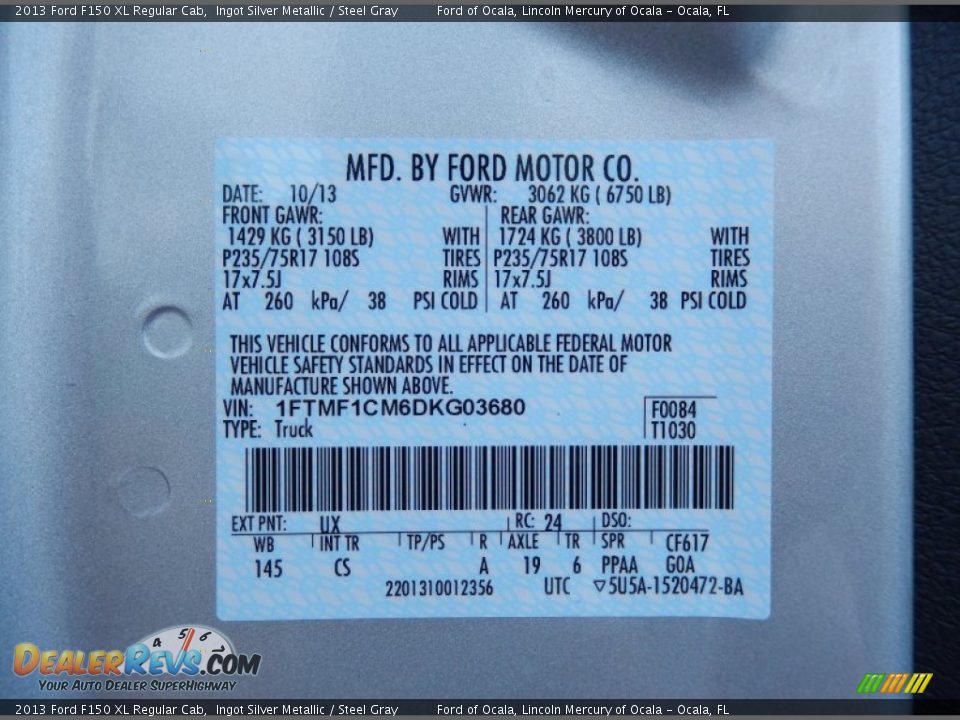 2013 Ford F150 XL Regular Cab, Ingot Silver Metallic / Steel Gray Ford of Ocala, Lincoln Mercury of Ocala - Ocala, FL
MFD. BY FORD MOTOR CO.
DATE: 10/13 GVWR: 3062 KG ( 6750 LB)
FRONT GAWR: REAR GAWR:
1429 KG ( 3150 LB) WITH 1724 KG ( 3800 LB) WITH
P235/75R17 108S TIRES P235/75R17 108S TIRES
17x7.5J RIMS 17x7.5J RIMS
AT 260 kPa/ 38 PSI COLD AT 260 kPa/ 38 PSI COLD
THIS VEHICLE CONFORMS TO ALL APPLICABLE FEDERAL MOTOR
VEHICLE SAFETY STANDARDS IN EFFECT ON THE DATE OF
MANUFACTURE SHOWN ABOVE.
VIN: 1FTMF1CM6DKG03680 F0084
TYPE: Truck T1030
EXT PNT: UX RC: 24 DSO:
WB INT TR TP/PS R AXLE TR SPR CF617
145 CS A 19 6 PPAA GOA
2201310012356 UTC ▽5U5A-1520472-BA
4 5 6 7
DealerRevs.com
Your Auto Dealer SuperHighway
2013 Ford F150 XL Regular Cab, Ingot Silver Metallic / Steel Gray Ford of Ocala, Lincoln Mercury of Ocala - Ocala, FL